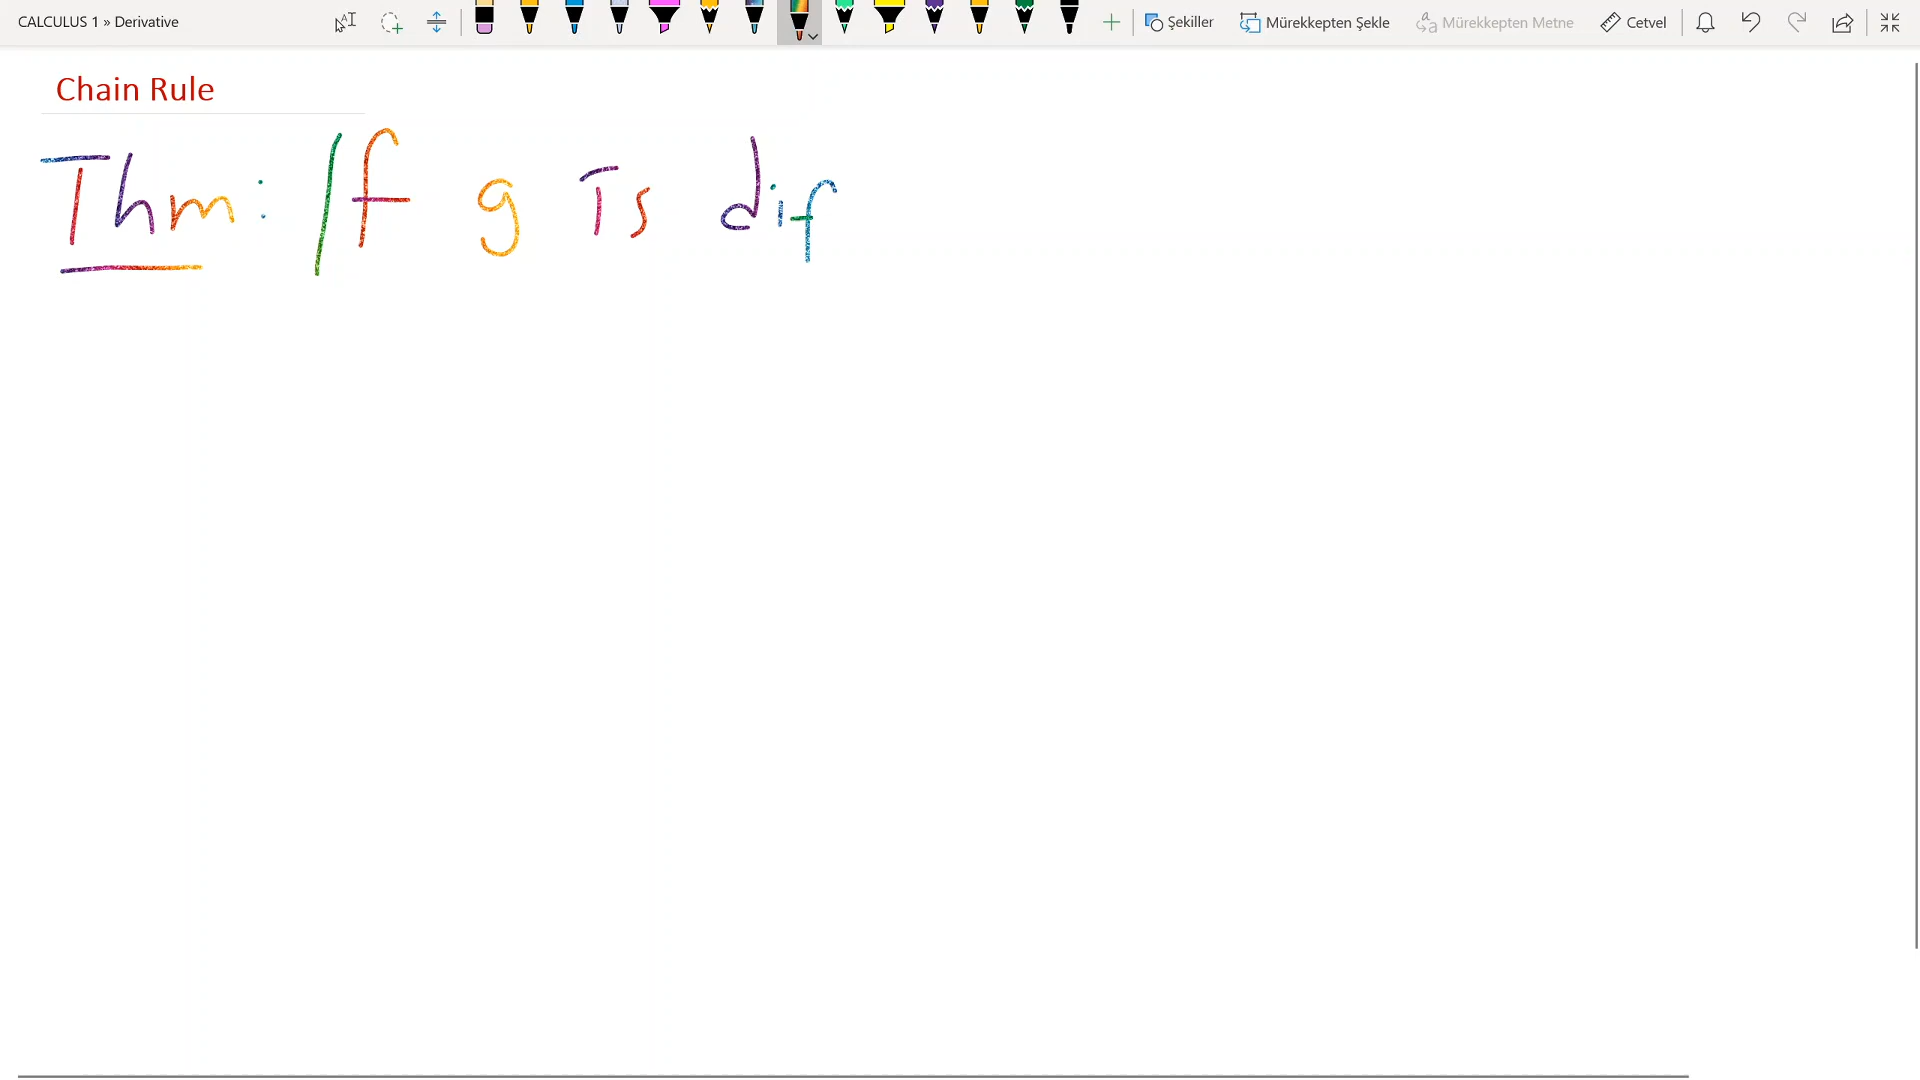 CALCULUS 1 » Derivative Şekiller Mürekkepten Şekle Mürekkepten Metne Cetvel
Chain Rule
Thm: If g is dif